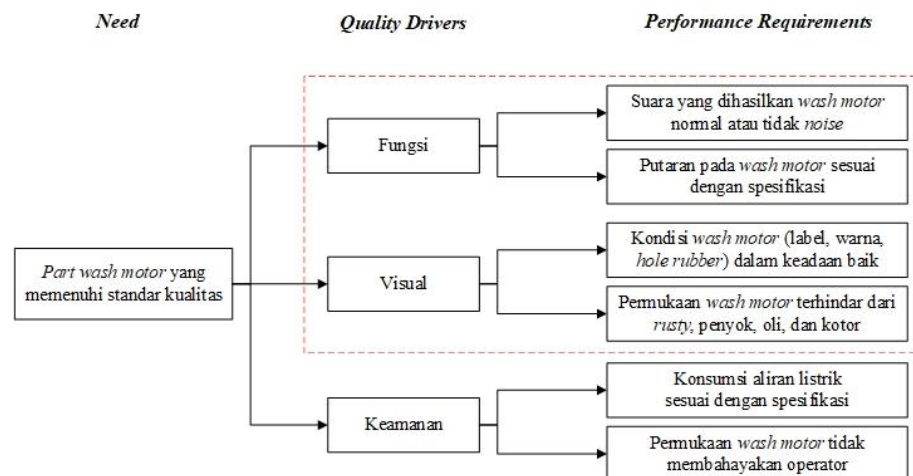 Need
Quality Drivers
Performance Requirements
Suara yang dihasilkan wash motor
normal atau tidak noise
Fungsi
Putaran pada wash motor sesuai
dengan spesifikasi
Part wash motor yang
memenuhi standar kualitas
Visual
Kondisi wash motor (label, warna,
hole rubber) dalam keadaan baik
Permukaan wash motor terhindar dari
rusty, penyok, oli, dan kotor
Keamanan
Konsumsi aliran listrik
sesuai dengan spesifikasi
Permukaan wash motor tidak
membahayakan operator